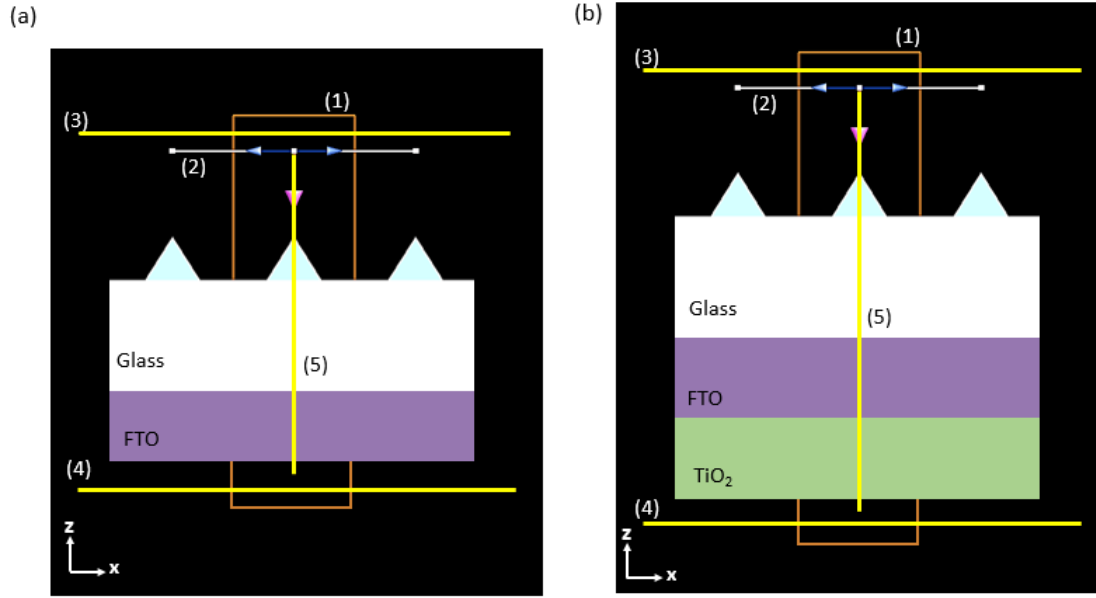 (a)
(1)
(3)
(2)
Glass
(5)
FTO
(4)
z
x
(b)
(1)
(3)
(2)
Glass
(5)
FTO
TiO₂
(4)
z
x